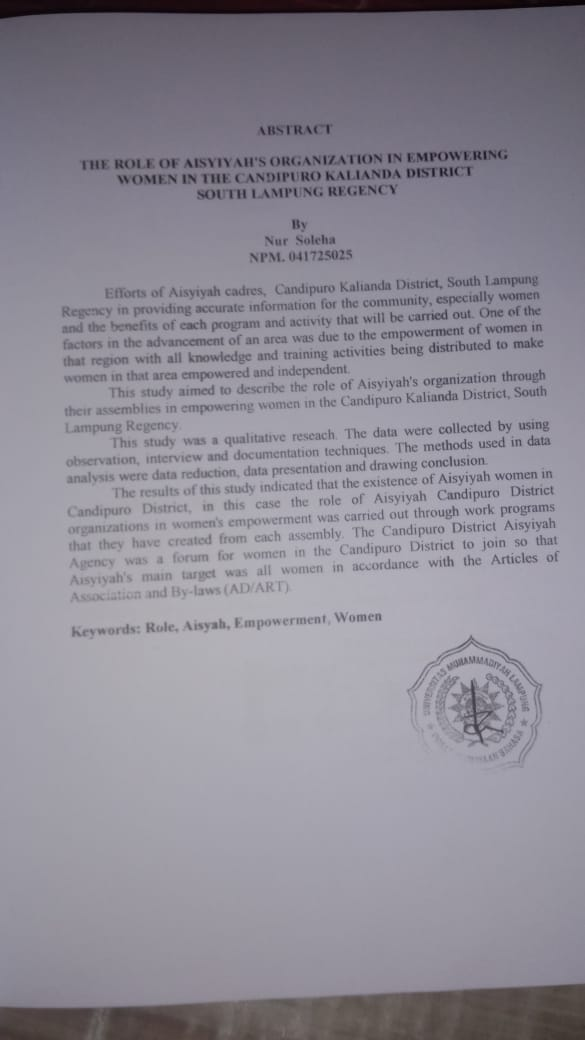 ABSTRACT
THE ROLE OF AISYIYAH'S ORGANIZATION IN EMPOWERING
WOMEN IN THE CANDIPURO KALIANDA DISTRICT
SOUTH LAMPUNG REGENCY
By
Nur Soleha
NPM. 041725025
Efforts of Aisyiyah cadres, Candipuro Kalianda District, South Lampung
Regency in providing accurate information for the community, especially women
and the benefits of each program and activity that will be carried out. One of the
factors in the advancement of an area was due to the empowerment of women in
that region with all knowledge and training activities being distributed to make
women in that area empowered and independent.
This study aimed to describe the role of Aisyiyah's organization through
their assemblies in empowering women in the Candipuro Kalianda District, South
Lampung Regency.
This study was a qualitative reseach. The data were collected by using
observation, interview and documentation techniques. The methods used in data
analysis were data reduction, data presentation and drawing conclusion.
The results of this study indicated that the existence of Aisyiyah women in
Candipuro District, in this case the role of Aisyiyah Candipuro District
organizations in women's empowerment was carried out through work programs
that they have created from each assembly. The Candipuro District Aisyiyah
Agency was a forum for women in the Candipuro District to join so that
Aisyiyah's main target was all women in accordance with the Articles of
Association and By-laws (AD/ART).
Keywords: Role, Aisyah, Empowerment, Women
UNIVERSITAS MUHAMMADIYAH LAMPUNG
BAHASA